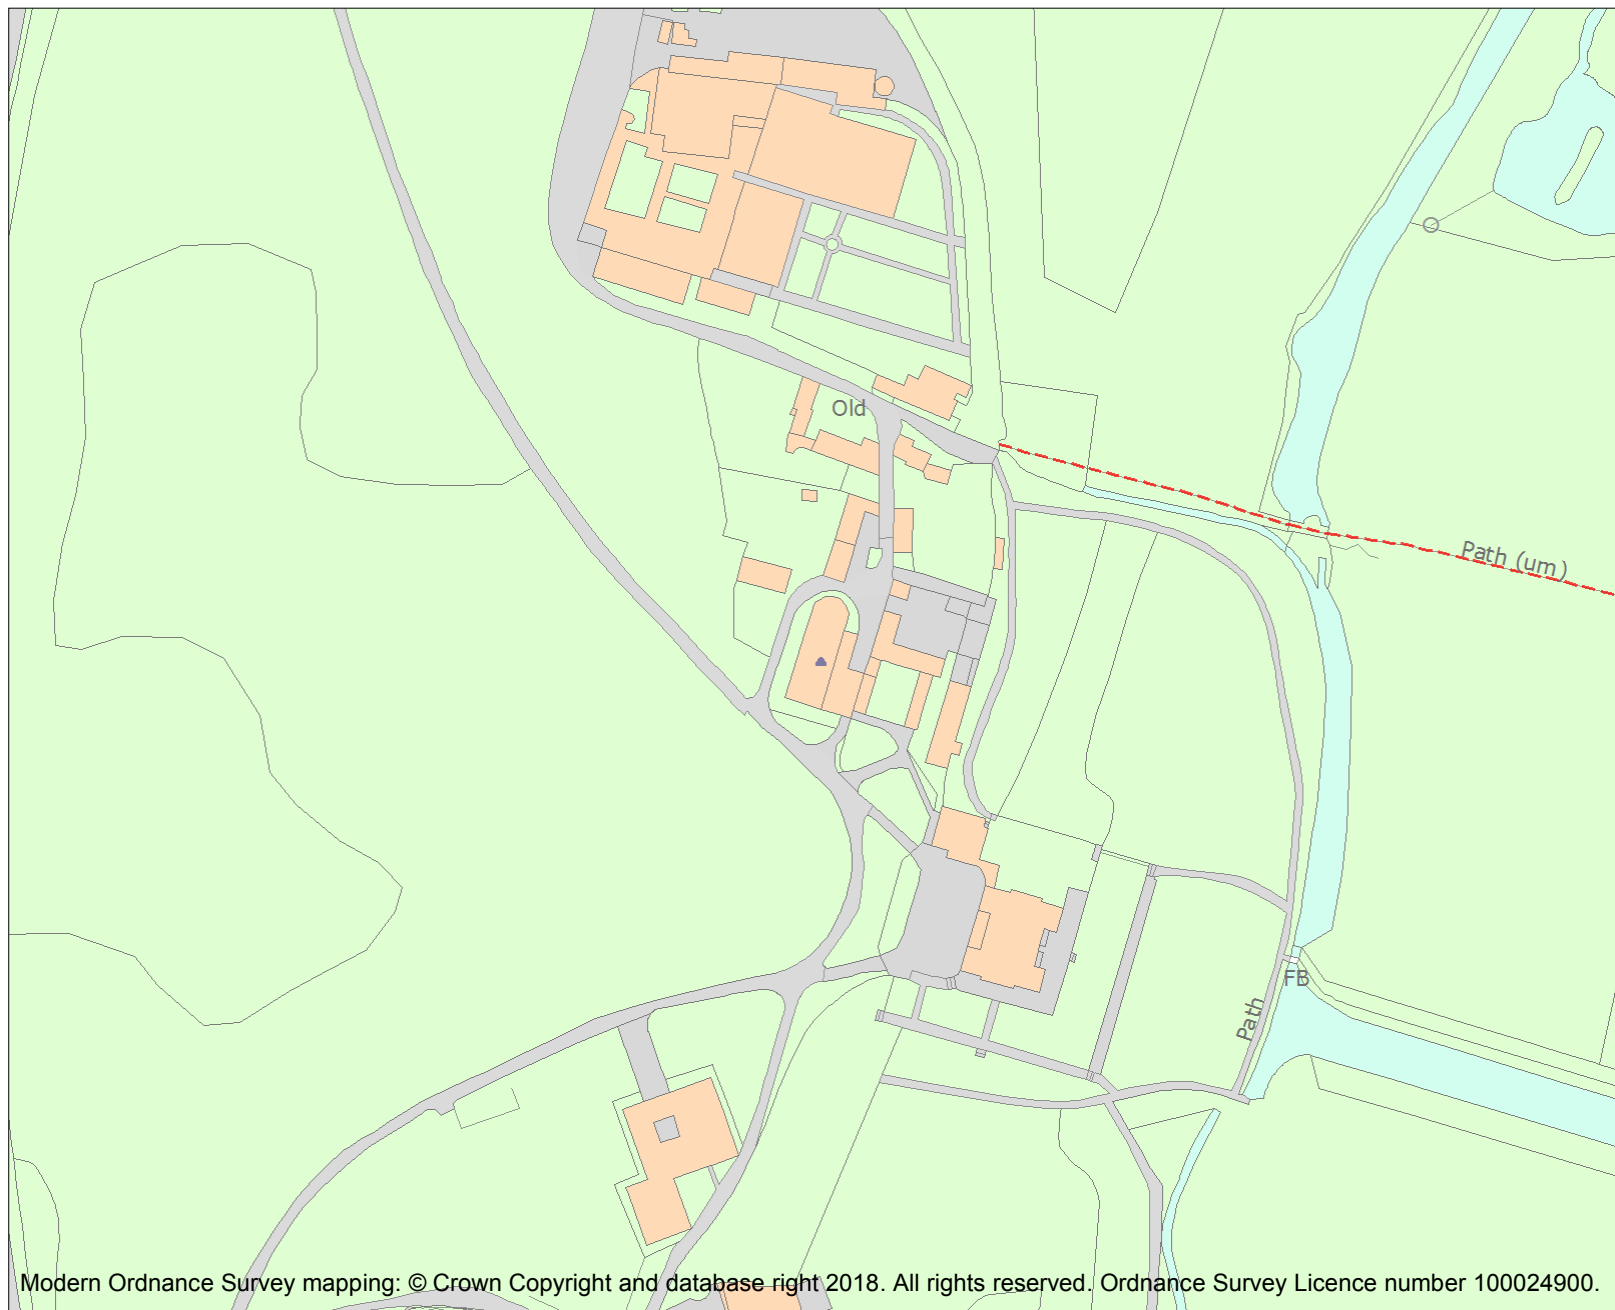 Old
Path (um)
FB
Path
Modern Ordnance Survey mapping: © Crown Copyright and database right 2018. All rights reserved. Ordnance Survey Licence number 100024900.